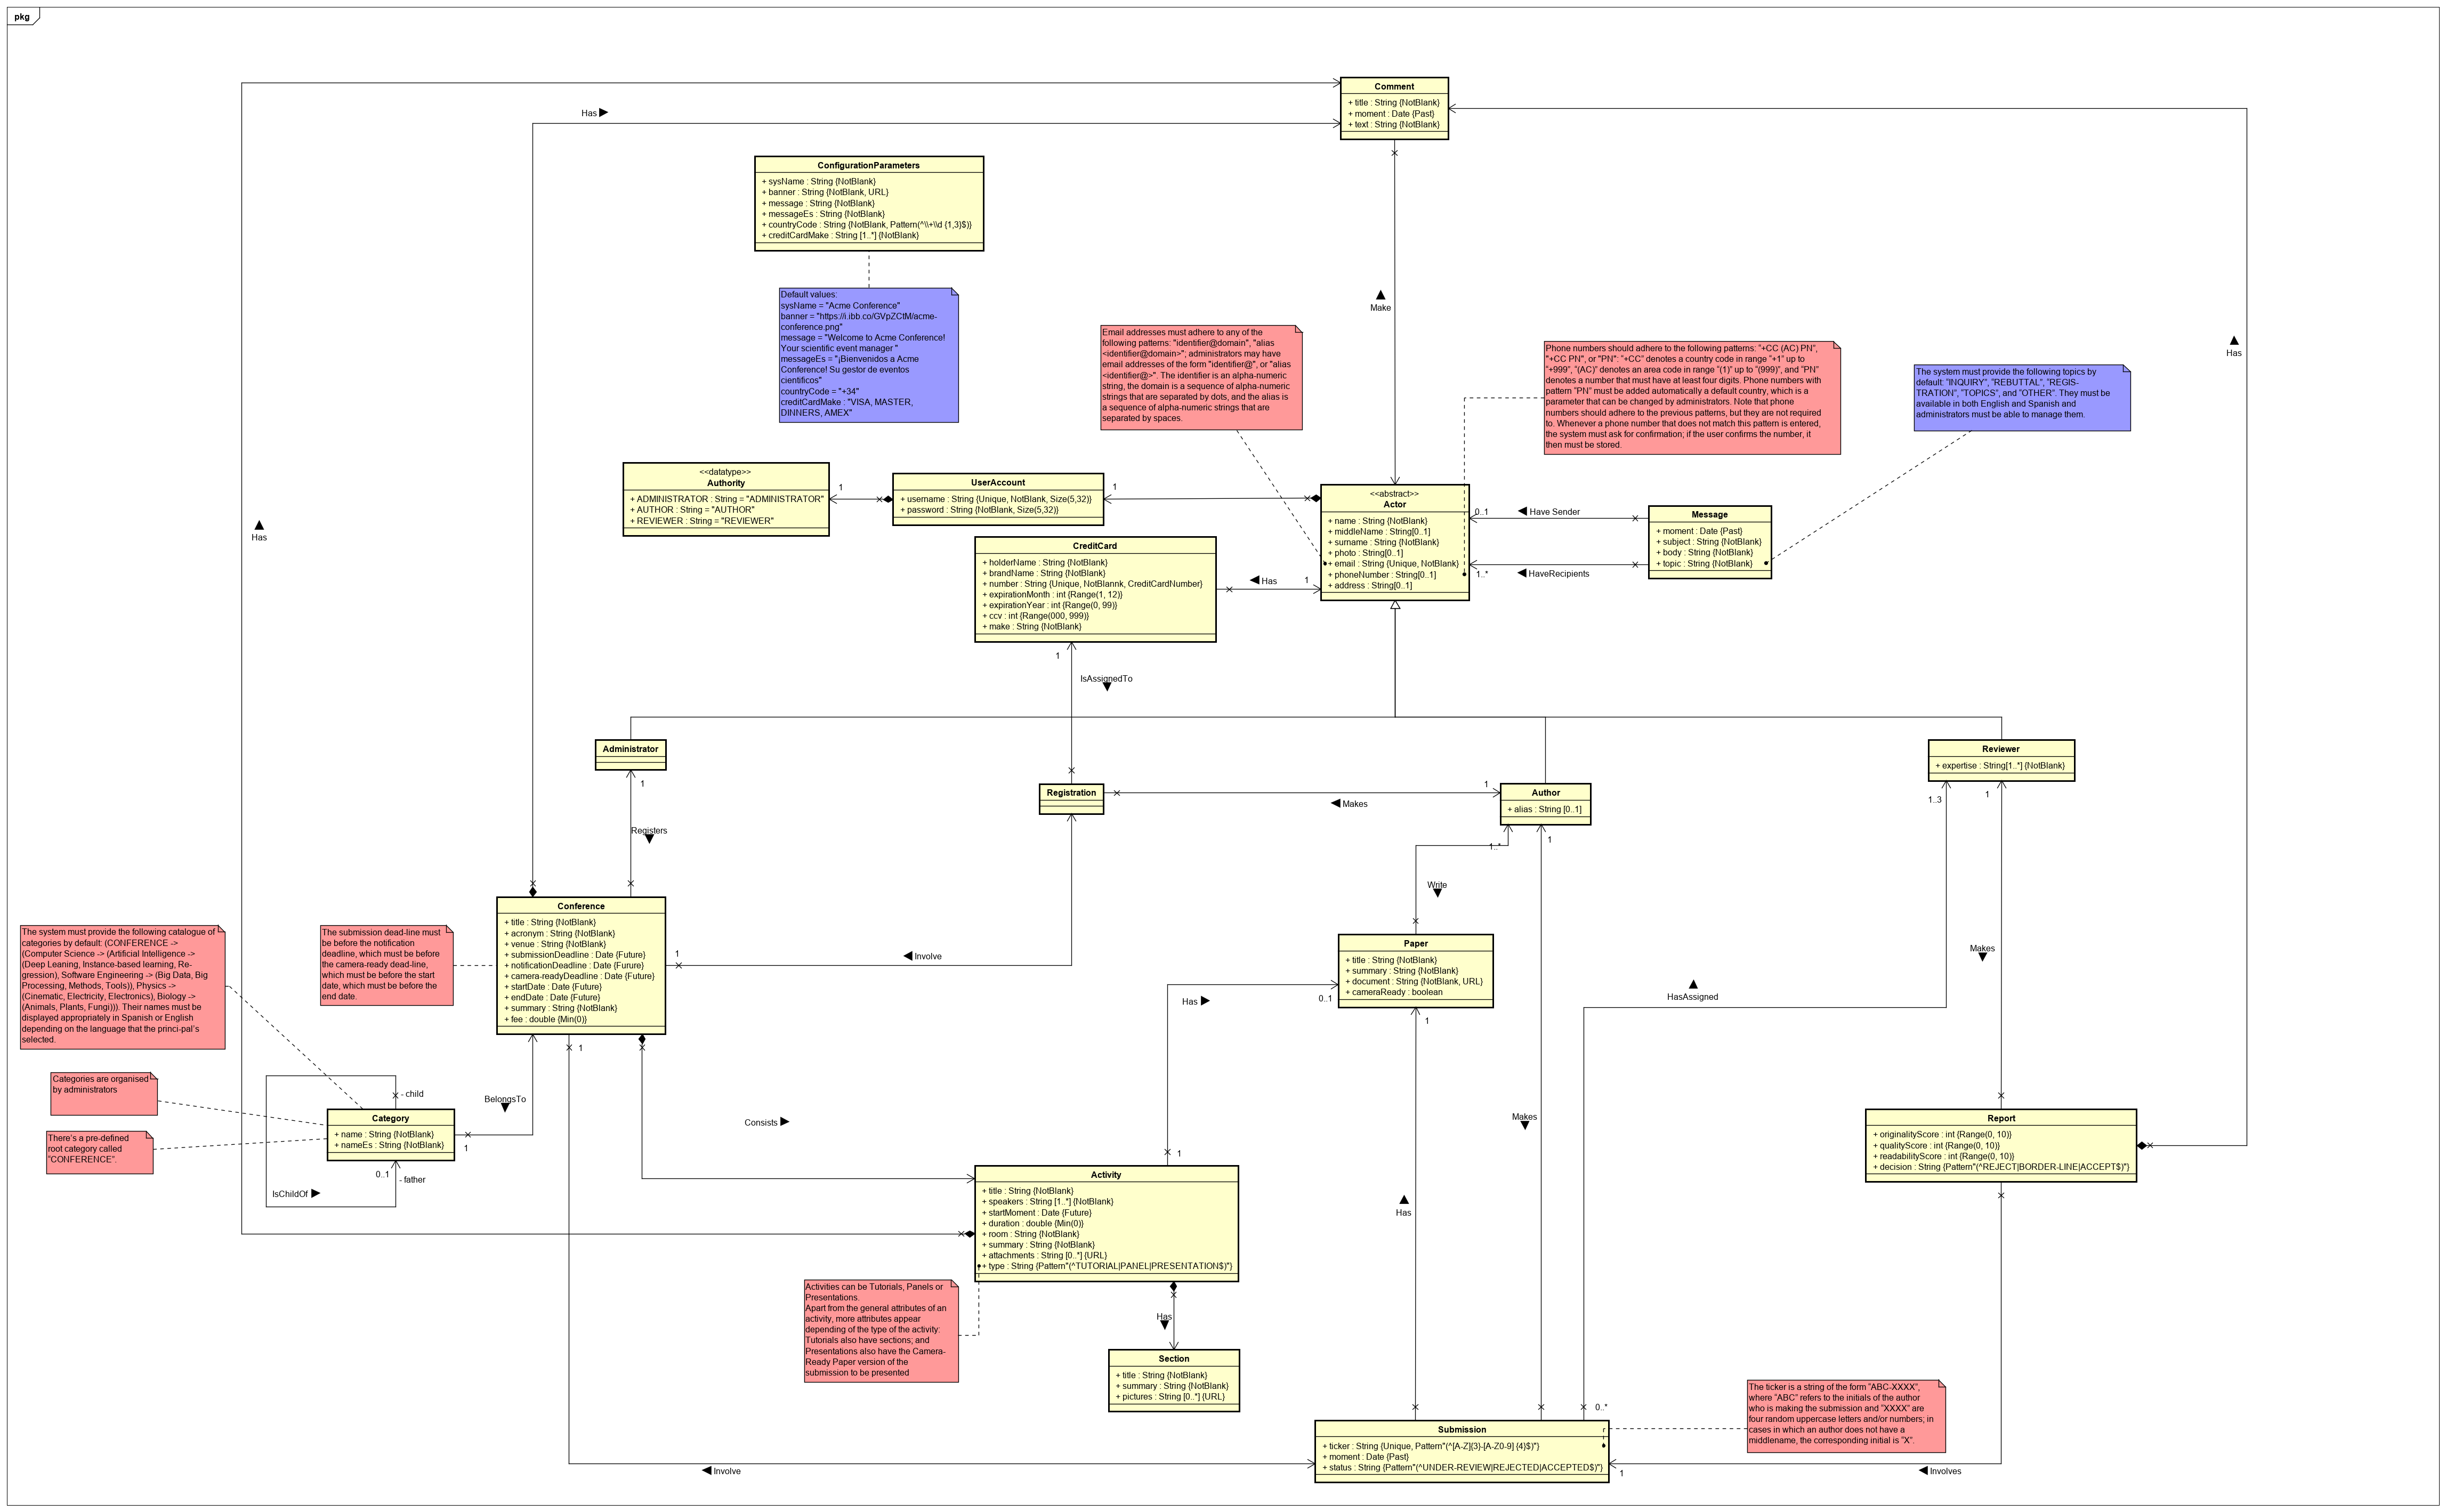 pkg
Comment
+ title : String {NotBlank}
+ moment : Date {Past}
+ text : String {NotBlank}
Has
ConfigurationParameters
+ sysName : String {NotBlank}
+ banner : String {NotBlank, URL}
+ message : String {NotBlank}
+ messageEs : String {NotBlank}
+ countryCode : String {NotBlank, Pattern(^\\+\\d {1,3}$)}
+ creditCardMake : String [1..*] {NotBlank}
Default values:
sysName = "Acme Conference"
banner = "https://i.ibb.co/GVpZCtM/acme-
conference.png"
message = "Welcome to Acme Conference!
Your scientific event manager "
messageEs = "¡Bienvenidos a Acme
Conference! Su gestor de eventos
cientificos"
countryCode = "+34"
creditCardMake : "VISA, MASTER,
DINNERS, AMEX"
Make
Has
Email addresses must adhere to any of the
following patterns: "identifier@domain", "alias
<identifier@domain>"; administrators may have
email addresses of the form "identifier@", or "alias
<identifier@>". The identifier is an alpha-numeric
string, the domain is a sequence of alpha-numeric
strings that are separated by dots, and the alias is
a sequence of alpha-numeric strings that are
separated by spaces.
Phone numbers should adhere to the following patterns: "+CC (AC) PN",
"+CC PN", or "PN": "+CC" denotes a country code in range "+1" up to
"+999", "(AC)" denotes an area code in range "(1)" up to "(999)", and "PN"
denotes a number that must have at least four digits. Phone numbers with
pattern "PN" must be added automatically a default country, which is a
parameter that can be changed by administrators. Note that phone
numbers should adhere to the previous patterns, but they are not required
to. Whenever a phone number that does not match this pattern is entered,
the system must ask for confirmation; if the user confirms the number, it
then must be stored.
The system must provide the following topics by
default: "INQUIRY", "REBUTTAL", "REGIS-
TRATION", "TOPICS", and "OTHER". They must be
available in both English and Spanish and
administrators must be able to manage them.
<<datatype>>
Authority
+ ADMINISTRATOR : String = "ADMINISTRATOR"
+ AUTHOR : String = "AUTHOR"
+ REVIEWER : String = "REVIEWER"
1
UserAccount
+ username : String {Unique, NotBlank, Size(5,32)}
+ password : String {NotBlank, Size(5,32)}
1
<<abstract>>
Actor
+ name : String {NotBlank}
+ middleName : String[0..1]
+ surname : String {NotBlank}
+ photo : String[0..1]
+ email : String {Unique, NotBlank}
+ phoneNumber : String[0..1]
+ address : String[0..1]
0..1
Have Sender
1..*
HaveRecipients
Message
+ moment : Date {Past}
+ subject : String {NotBlank}
+ body : String {NotBlank}
+ topic : String {NotBlank}
Has
CreditCard
+ holderName : String {NotBlank}
+ brandName : String {NotBlank}
+ number : String {Unique, NotBlannk, CreditCardNumber}
+ expirationMonth : int {Range(1, 12)}
+ expirationYear : int {Range(0, 99)}
+ ccv : int {Range(000, 999)}
+ make : String {NotBlank}
Has
1
1
IsAssignedTo
Administrator
1
Registers
Registration
Makes
1
Author
+ alias : String [0..1]
Reviewer
+ expertise : String[1..*] {NotBlank}
1..3
1
1..*
1
Write
Conference
+ title : String {NotBlank}
+ acronym : String {NotBlank}
+ venue : String {NotBlank}
+ submissionDeadline : Date {Future}
+ notificationDeadline : Date {Furure}
+ camera-readyDeadline : Date {Future}
+ startDate : Date {Future}
+ endDate : Date {Future}
+ summary : String {NotBlank}
+ fee : double {Min(0)}
1
Involve
The system must provide the following catalogue of
categories by default: (CONFERENCE ->
(Computer Science -> (Artificial Intelligence ->
(Deep Leaning, Instance-based learning, Re-
gression), Software Engineering -> (Big Data, Big
Processing, Methods, Tools)), Physics ->
(Cinematic, Electricity, Electronics), Biology ->
(Animals, Plants, Fungi))). Their names must be
displayed appropriately in Spanish or English
depending on the language that the princi-pal's
selected.
The submission dead-line must
be before the notification
deadline, which must be before
the camera-ready dead-line,
which must be before the start
date, which must be before the
end date.
Paper
+ title : String {NotBlank}
+ summary : String {NotBlank}
+ document : String {NotBlank, URL}
+ cameraReady : boolean
Has
0..1
1
HasAssigned
Makes
1
Categories are organised
by administrators
There's a pre-defined
root category called
"CONFERENCE".
- child
Category
+ name : String {NotBlank}
+ nameEs : String {NotBlank}
1
BelongsTo
0..1
- father
IsChildOf
Consists
Makes
Has
Report
+ originalityScore : int {Range(0, 10)}
+ qualityScore : int {Range(0, 10)}
+ readabilityScore : int {Range(0, 10)}
+ decision : String {Pattern"(^REJECT|BORDER-LINE|ACCEPT$)"}
1
Activity
+ title : String {NotBlank}
+ speakers : String [1..*] {NotBlank}
+ startMoment : Date {Future}
+ duration : double {Min(0)}
+ room : String {NotBlank}
+ summary : String {NotBlank}
+ attachments : String [0..*] {URL}
+ type : String {Pattern"(^TUTORIAL|PANEL|PRESENTATION$)"}
Activities can be Tutorials, Panels or
Presentations.
Apart from the general attributes of an
activity, more attributes appear
depending of the type of the activity:
Tutorials also have sections; and
Presentations also have the Camera-
Ready Paper version of the
submission to be presented
Has
Section
+ title : String {NotBlank}
+ summary : String {NotBlank}
+ pictures : String [0..*] {URL}
0..*
Submission
+ ticker : String {Unique, Pattern"(^[A-Z]{3}-[A-Z0-9] {4}$)"}
+ moment : Date {Past}
+ status : String {Pattern"(^UNDER-REVIEW|REJECTED|ACCEPTED$)"}
The ticker is a string of the form "ABC-XXXX",
where "ABC" refers to the initials of the author
who is making the submission and "XXXX" are
four random uppercase letters and/or numbers; in
cases in which an author does not have a
middlename, the corresponding initial is "X".
Involve
1
Involves